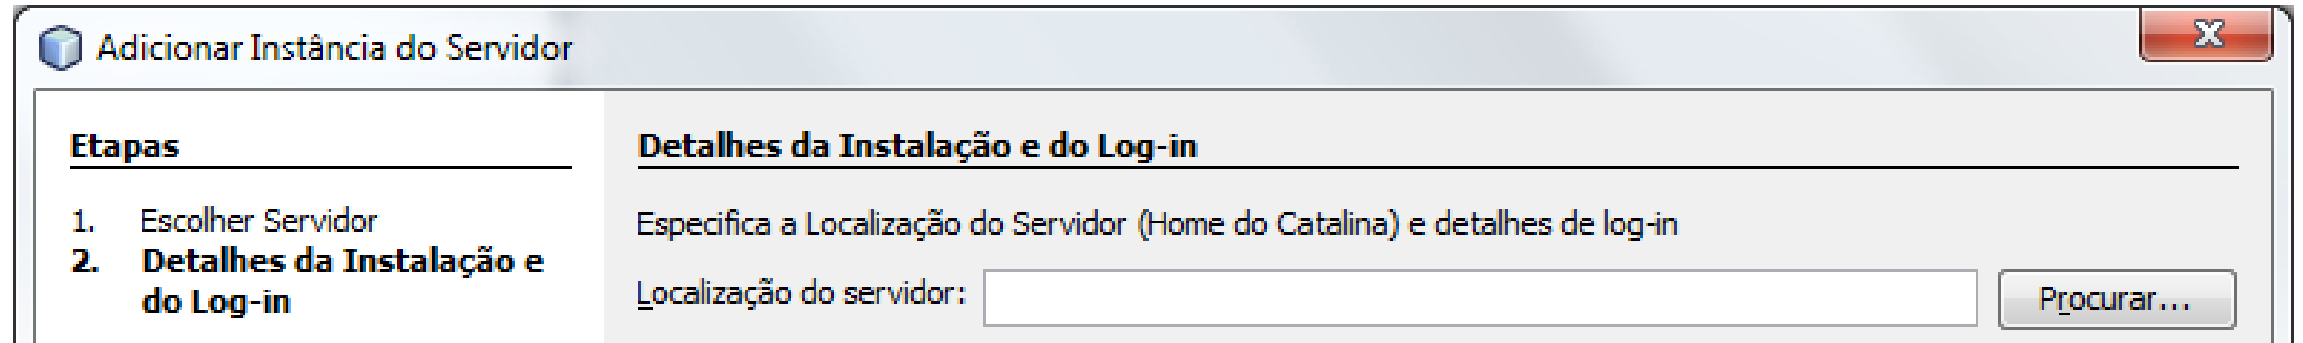 Adicionar Instância do Servidor
Etapas
1. Escolher Servidor
2. Detalhes da Instalação e
do Log-in
Detalhes da Instalação e do Log-in
Especifica a Localização do Servidor (Home do Catalina) e detalhes de log-in
Localização do servidor:
Procurar...